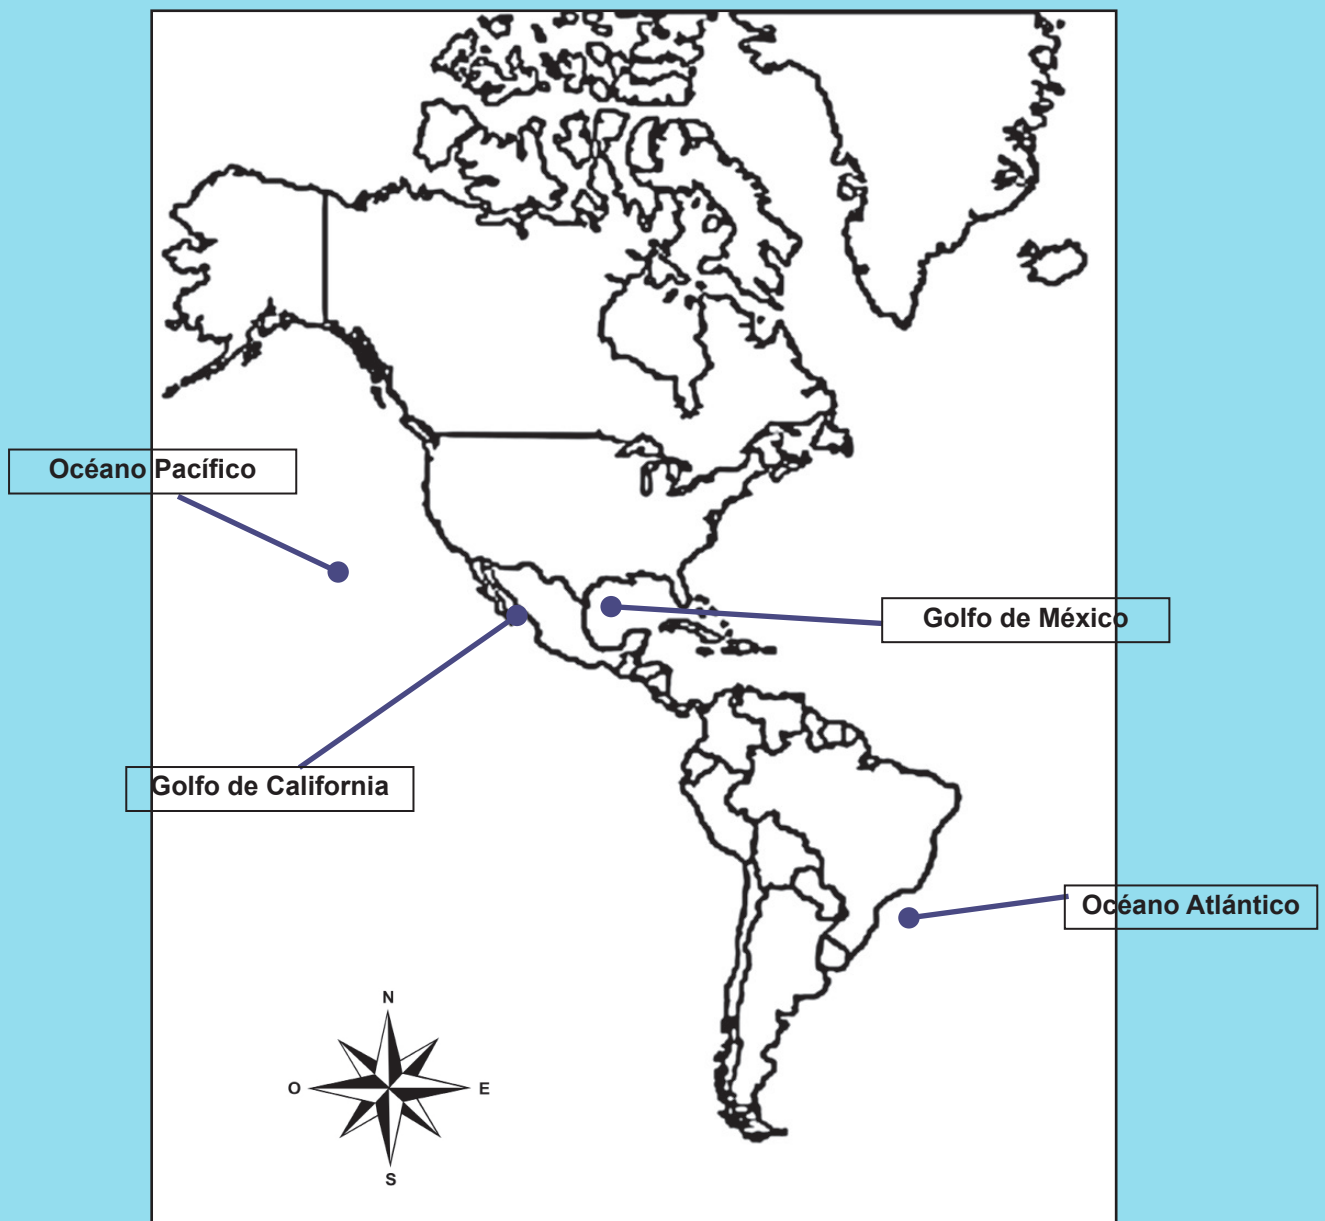 Océano Pacífico
Golfo de México
Golfo de California
Océano Atlántico
N
O
E
S